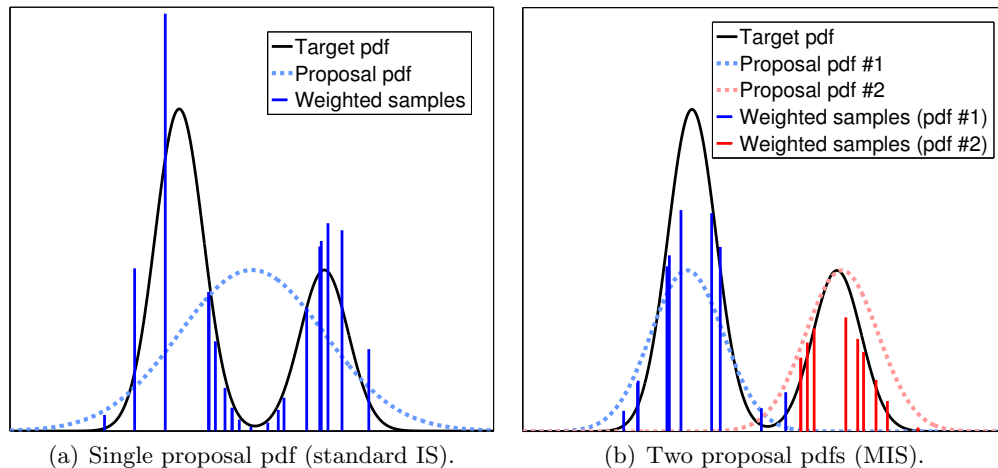 Target pdf
Proposal pdf
Weighted samples
(a) Single proposal pdf (standard IS).
Target pdf
Proposal pdf #1
Proposal pdf #2
Weighted samples (pdf #1)
Weighted samples (pdf #2)
(b) Two proposal pdfs (MIS).